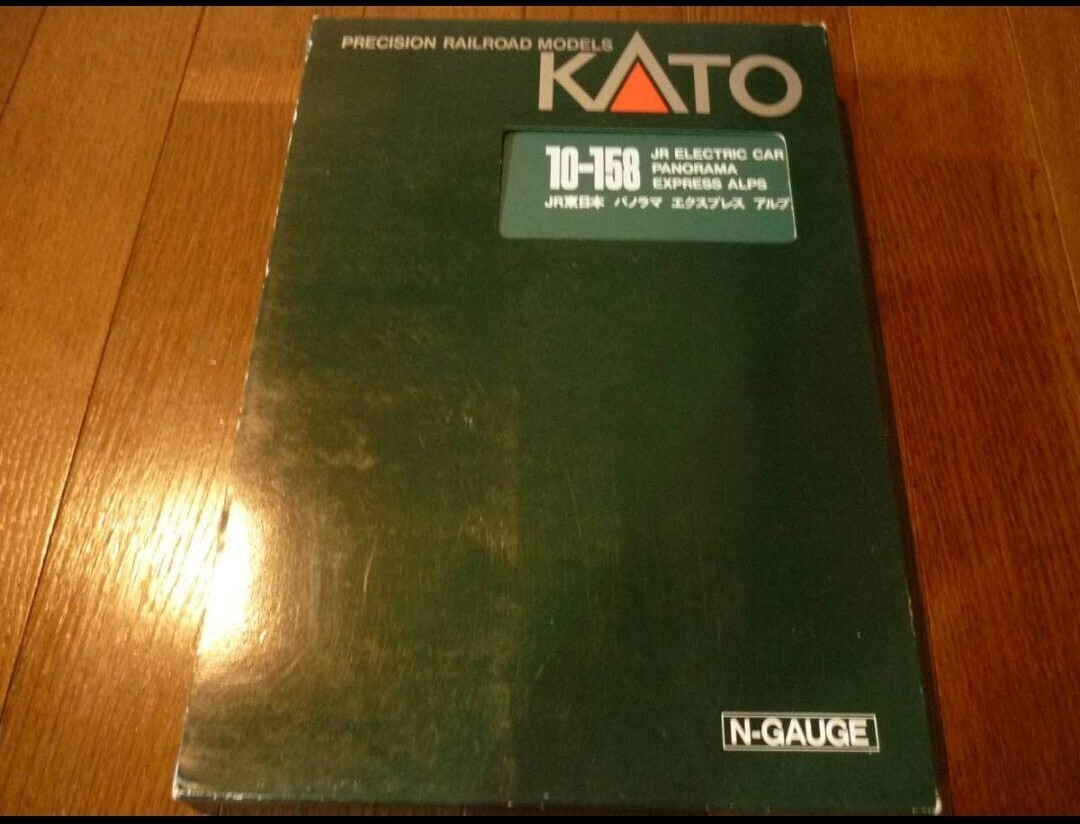 PRECISION RAILROAD MODELS
KATO
10-158
JR ELECTRIC CAR
PANORAMA
EXPRESS ALPS
JR東日本 パノラマ エクスプレス アルプ
N-GAUGE